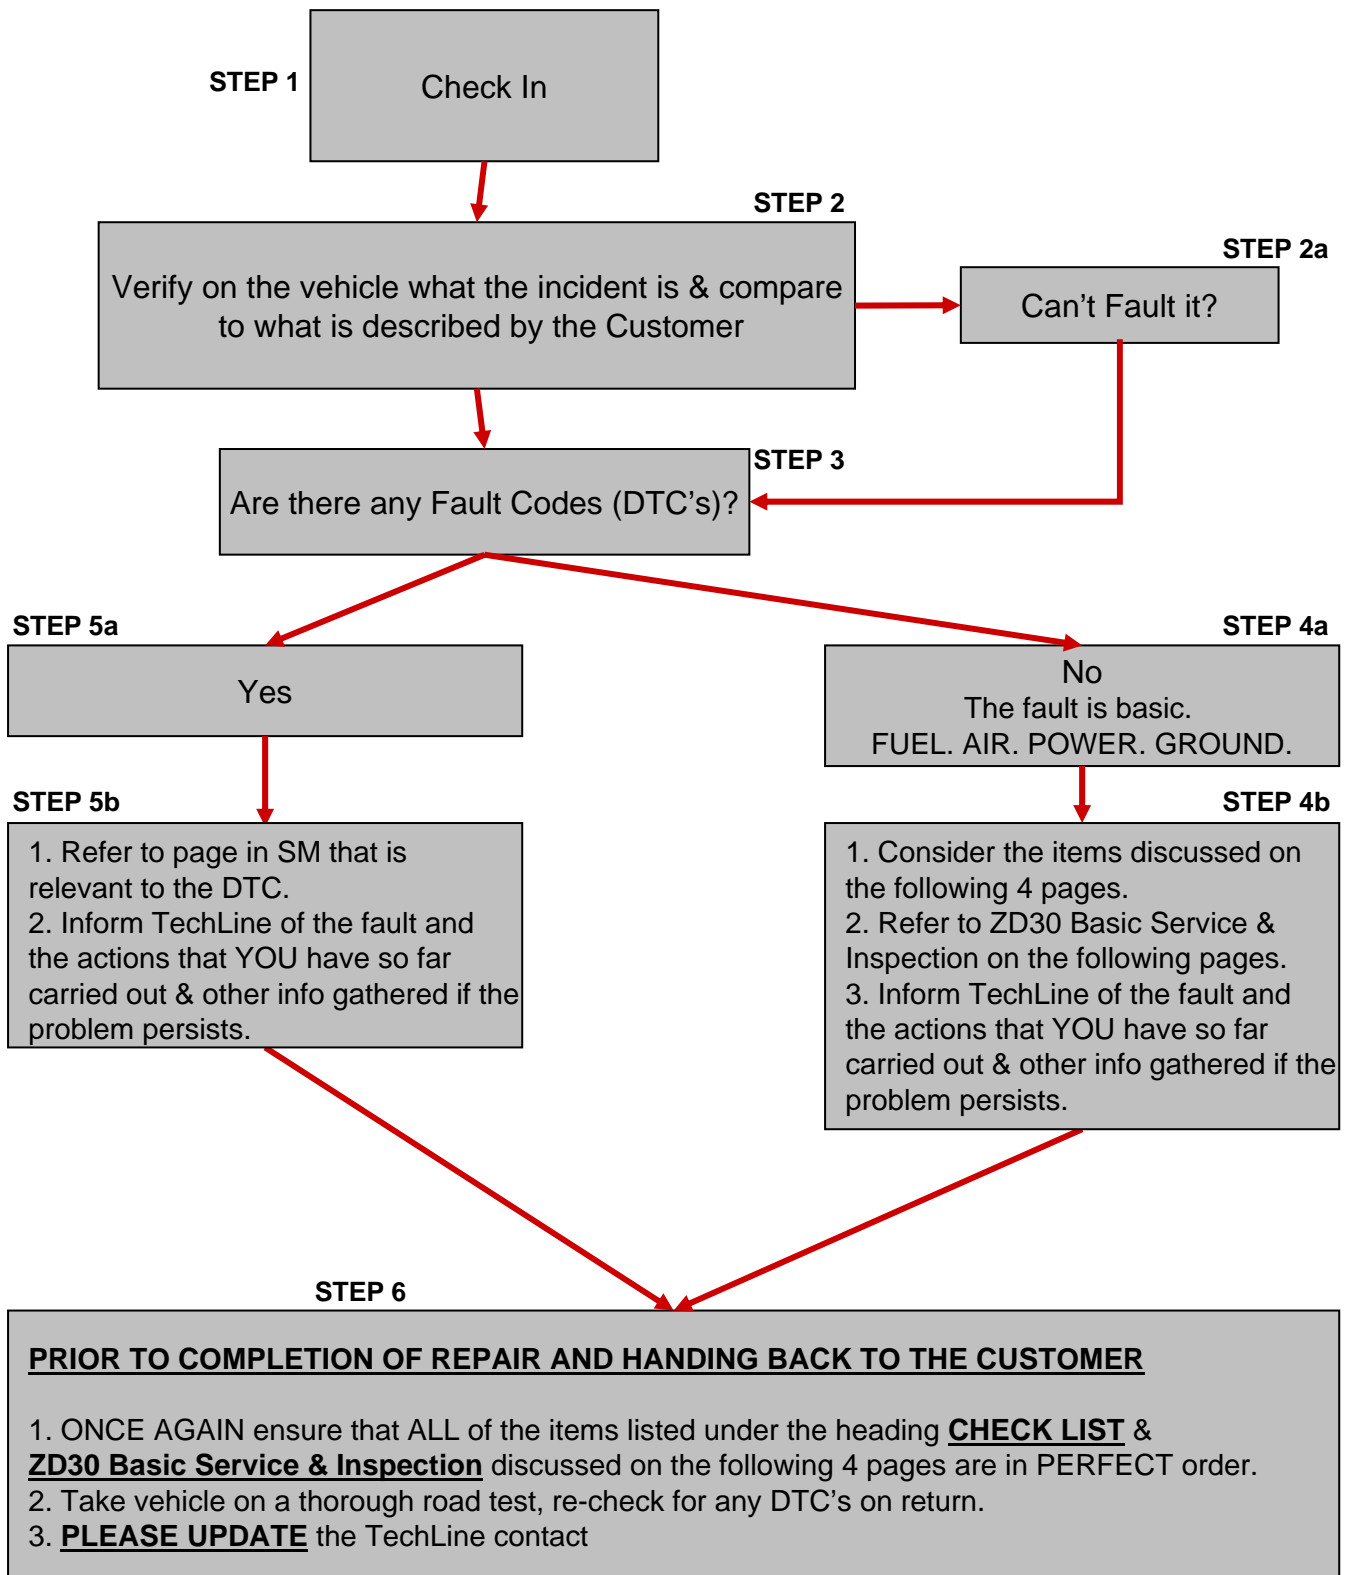 STEP 1
Check In
STEP 2
Verify on the vehicle what the incident is & compare
to what is described by the Customer
STEP 2a
Can't Fault it?
STEP 3
Are there any Fault Codes (DTC's)?
STEP 5a
Yes
STEP 4a
No
The fault is basic.
FUEL. AIR. POWER. GROUND.
STEP 5b
1. Refer to page in SM that is
relevant to the DTC.
2. Inform TechLine of the fault and
the actions that YOU have so far
carried out & other info gathered if the
problem persists.
STEP 4b
1. Consider the items discussed on
the following 4 pages.
2. Refer to ZD30 Basic Service &
Inspection on the following pages.
3. Inform TechLine of the fault and
the actions that YOU have so far
carried out & other info gathered if the
problem persists.
STEP 6
PRIOR TO COMPLETION OF REPAIR AND HANDING BACK TO THE CUSTOMER
1. ONCE AGAIN ensure that ALL of the items listed under the heading CHECK LIST &
ZD30 Basic Service & Inspection discussed on the following 4 pages are in PERFECT order.
2. Take vehicle on a thorough road test, re-check for any DTC's on return.
3. PLEASE UPDATE the TechLine contact